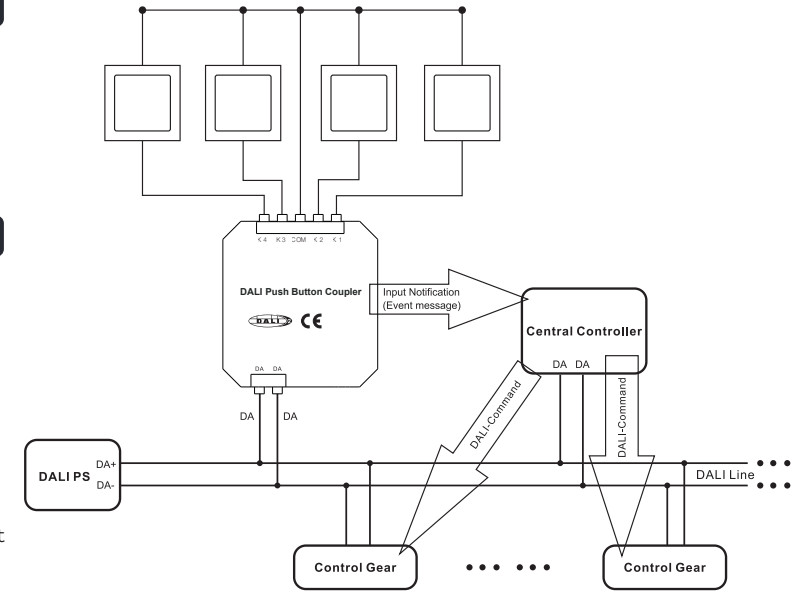 K4 K3 COM K2 K1
DALI Push Button Coupler
DALI 2 CE
Input Notification
(Event message)
Central Controller
DA DA
DA DA
DALI-Command
DALI-Command
DA DA
DALI PS
DA+
DA-
DALI Line
Control Gear
Control Gear
t